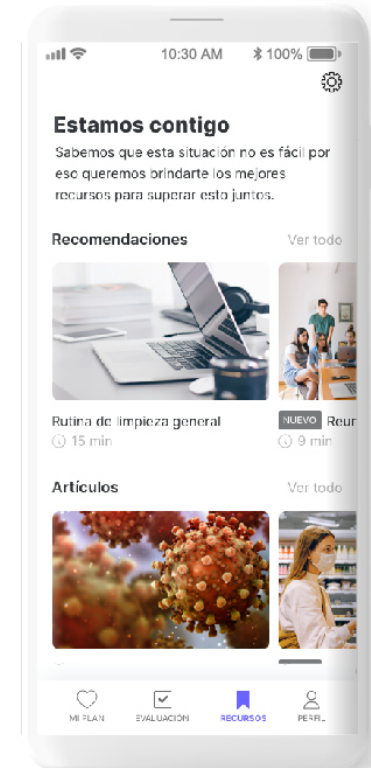 10:30 AM 100%
Estamos contigo
Sabemos que esta situación no es fácil por
eso queremos brindarte los mejores
recursos para superar esto juntos.
Recomendaciones Ver todo
Rutina de limpieza general NUEVO Reur
15 min 9 min
Artículos Ver todo
MI PLAN EVALUACIÓN RECURSOS PERFIL